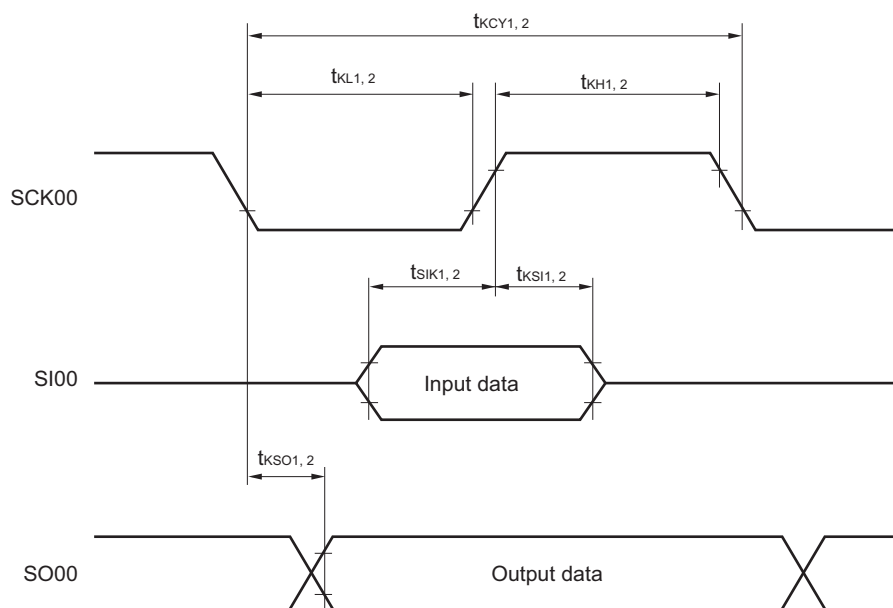 tKCY1, 2
tKL1, 2
tKH1, 2
SCK00
tSIK1, 2
tKSI1, 2
SI00
Input data
tKSO1, 2
SO00
Output data